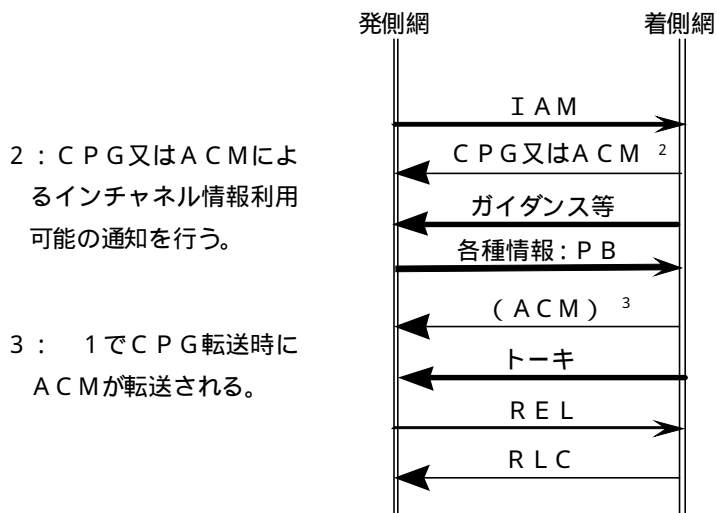 発側網 着側網
ＩＡＭ
２：ＣＰＧ又はＡＣＭによ
るインチャネル情報利用
可能の通知を行う。
ＣＰＧ又はＡＣＭ ２
ガイダンス等
各種情報：ＰＢ
（ＡＣＭ）３
３：　１でＣＰＧ転送時に
ＡＣＭが転送される。
トーキ
ＲＥＬ
ＲＬＣ